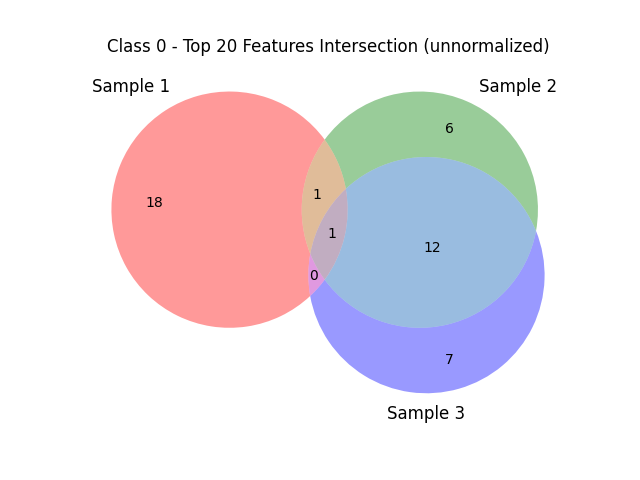 Class 0 - Top 20 Features Intersection (unnormalized)
Sample 1
Sample 2
6
1
18
1
12
0
7
Sample 3